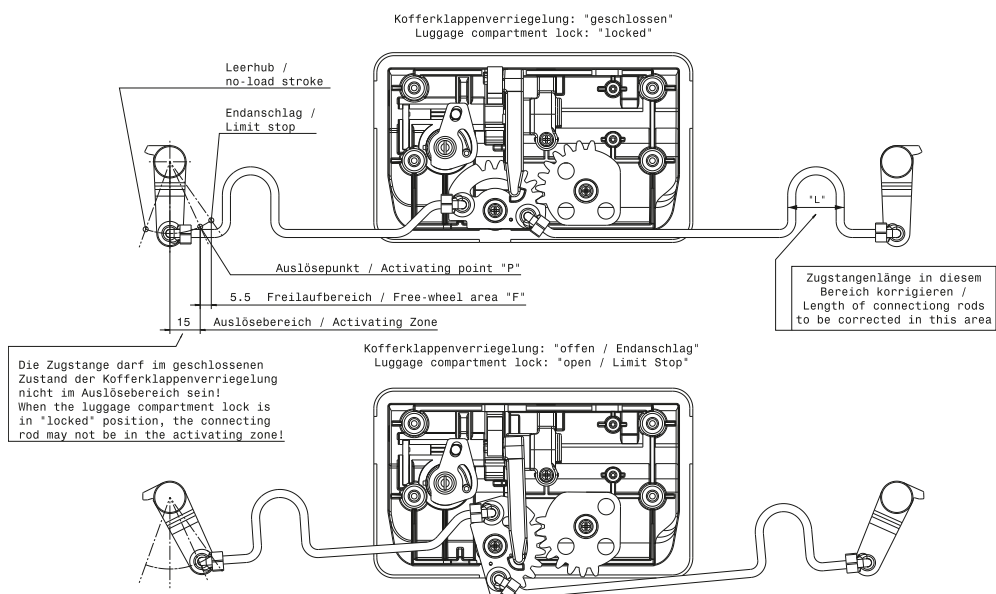 Kofferklappenverriegelung: "geschlossen"
Luggage compartment lock: "locked"
Leerhub /
no-load stroke
Endanschlag /
Limit stop
"L"
Auslösepunkt / Activating point "P"
5.5 Freilaufbereich / Free-wheel area "F"
15 Auslösebereich / Activating Zone
Zugstangenlänge in diesem
Bereich korrigieren /
Length of connectiong rods
to be corrected in this area
Die Zugstange darf im geschlossenen
Zustand der Kofferklappenverriegelung
nicht im Auslösebereich sein!
When the luggage compartment lock is
in "locked" position, the connecting
rod may not be in the activating zone!
Kofferklappenverriegelung: "offen / Endanschlag"
Luggage compartment lock: "open / Limit Stop"